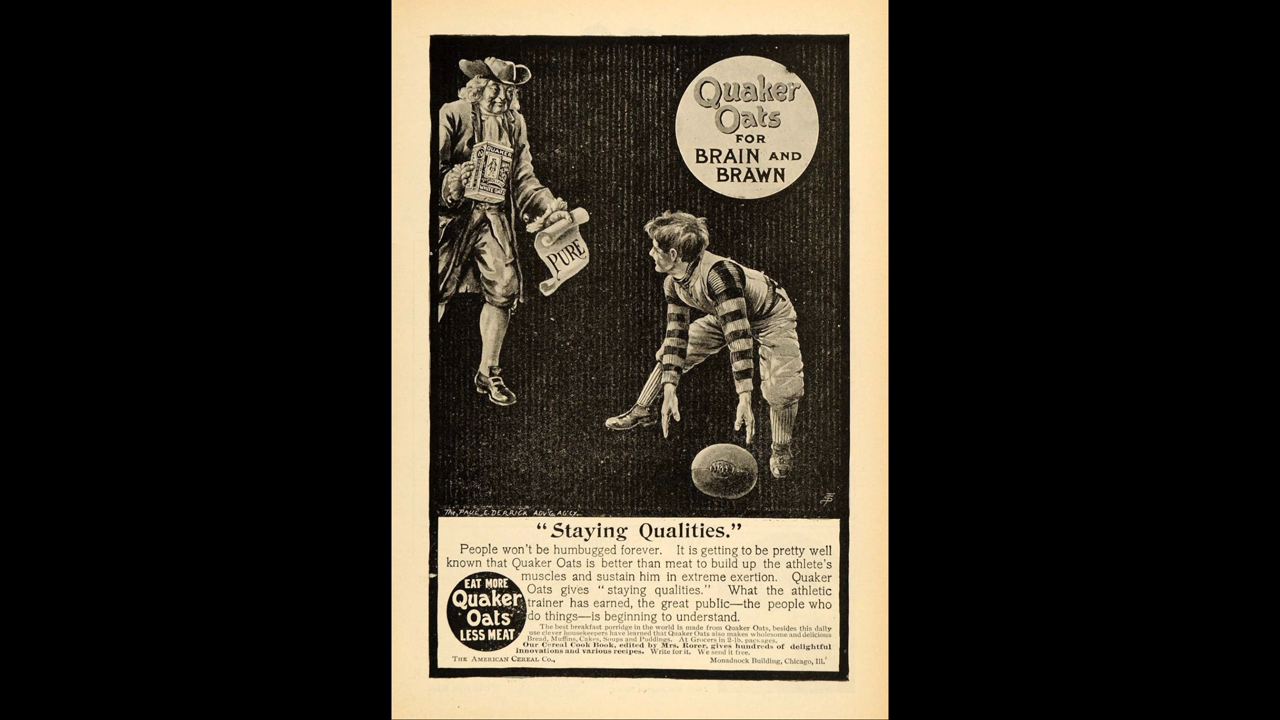 Quaker
Oats
FOR
BRAIN AND
BRAWN
QUAKER
WHITE OATS
PURE
The, PAUL E. DERRICK ADV'G. AG'CY.
"Staying Qualities."
People won't be humbugged forever. It is getting to be pretty well
known that Quaker Oats is better than meat to build up the athlete's
muscles and sustain him in extreme exertion. Quaker
Oats gives "staying qualities." What the athletic
trainer has earned, the great public—the people who
do things—is beginning to understand.
EAT MORE
Quaker
Oats
LESS MEAT
The best breakfast porridge in the world is made from Quaker Oats, besides this daily
use clever housekeepers have learned that Quaker Oats also makes wholesome and delicious
Bread, Muffins, Cakes, Soups and Puddings. At Grocers in 2-lb. packages.
Our Cereal Cook Book, edited by Mrs. Rorer, gives hundreds of delightful
innovations and various recipes. Write for it. We send it free.
THE AMERICAN CEREAL CO.,
Monadnock Building, Chicago, Ill.